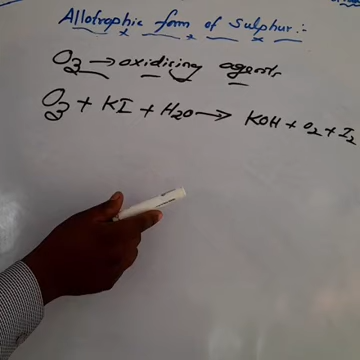 Allotrophic form of Sulphur:-
O3 → oxidising agents
O3 + KI + H2O → KOH + O2 + I2